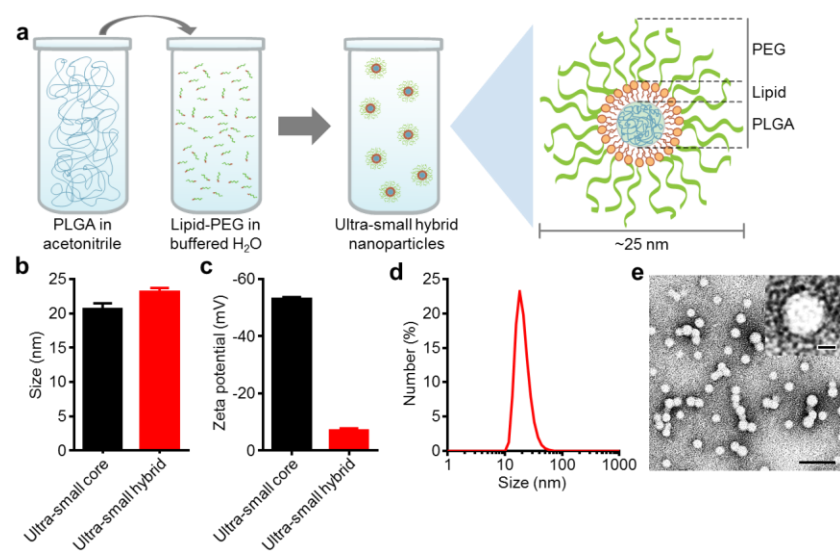 a
PLGA in
acetonitrile
Lipid-PEG in
buffered H₂O
Ultra-small hybrid
nanoparticles
PEG
Lipid
PLGA
~25 nm
b
Size (nm)
25
20
15
10
5
0
Ultra-small core
Ultra-small hybrid
c
Zeta potential (mV)
-60
-40
-20
0
Ultra-small core
Ultra-small hybrid
d
Number (%)
25
20
15
10
5
0
1
10
100
1000
Size (nm)
e